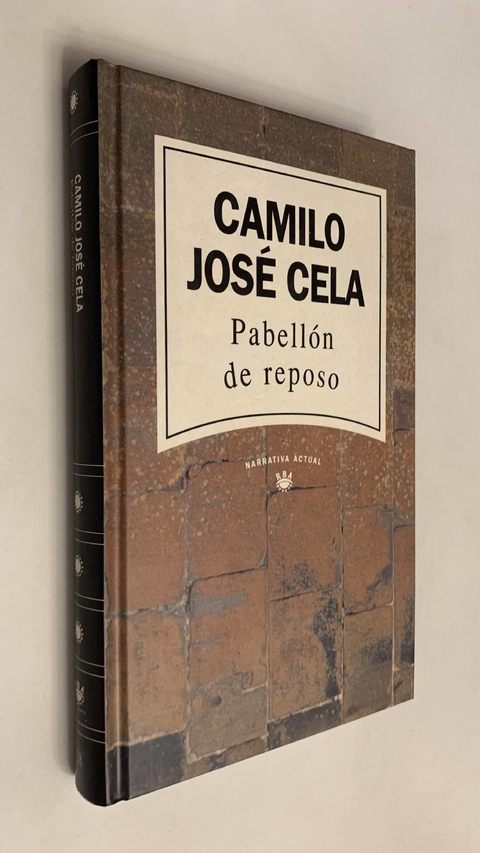 CAMILO
JOSÉ CELA
Pabellón
de reposo
NARRATIVA ACTUAL
RBA
CAMILO JOSÉ CELA